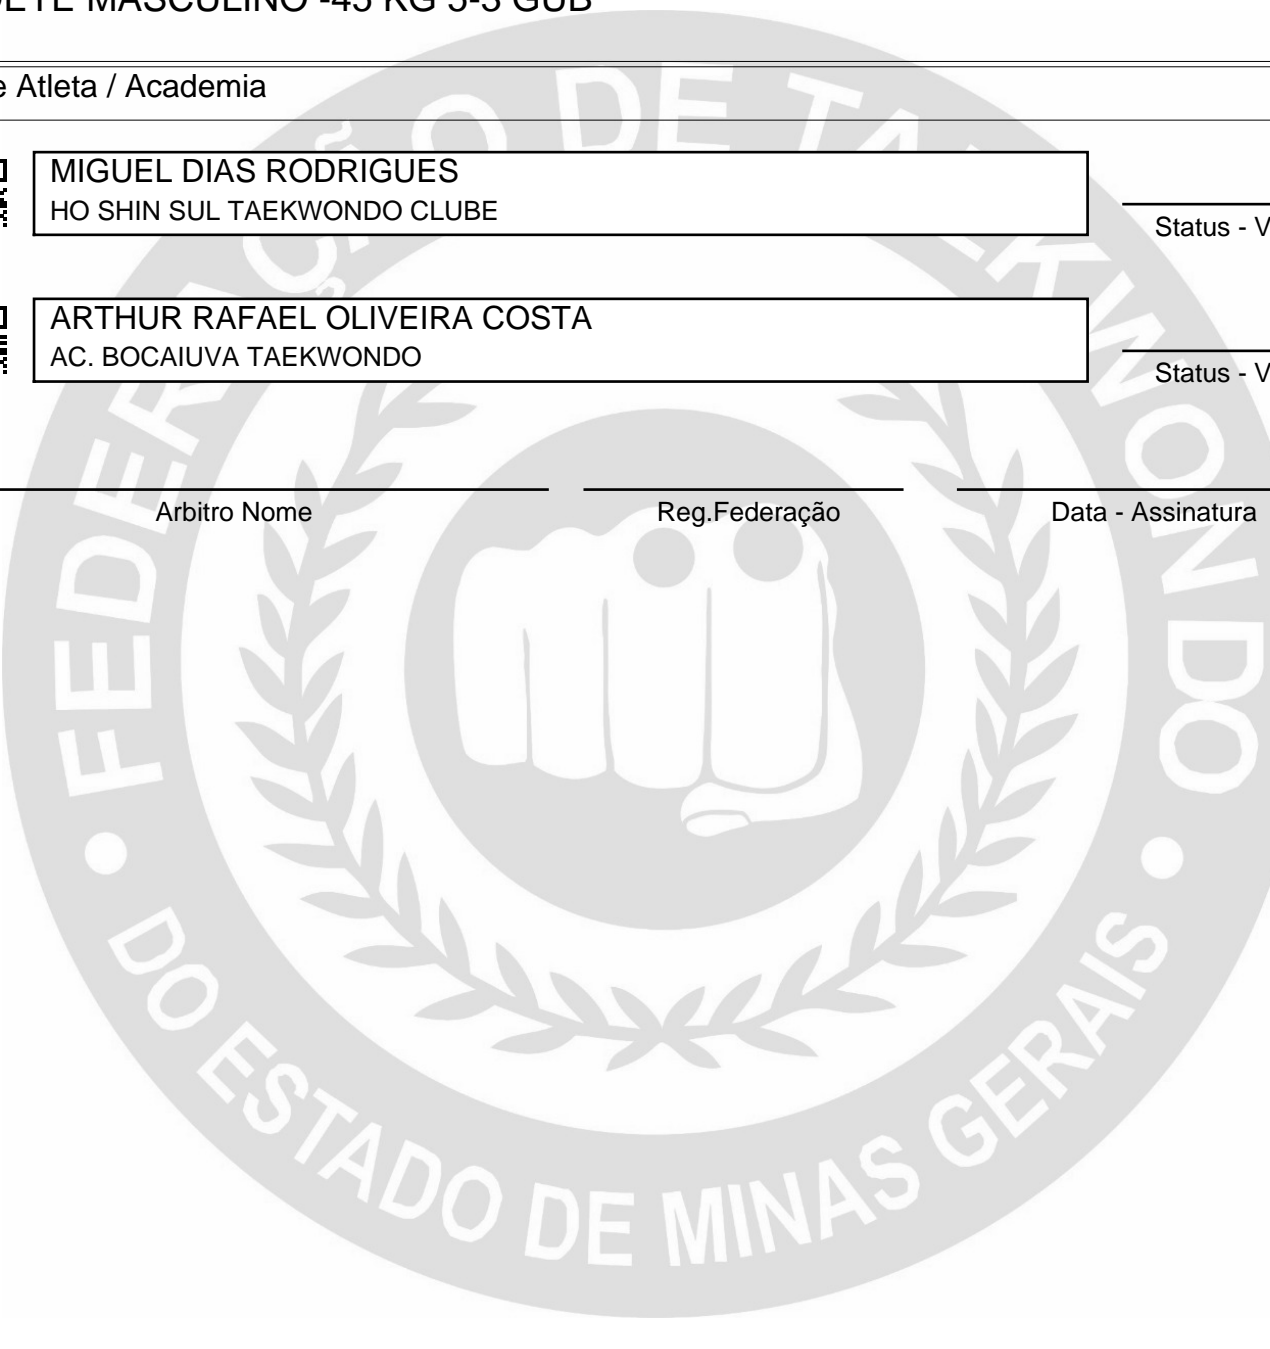 DETE MASCULINO -45 KG 5-3 GUB
e Atleta / Academia
MIGUEL DIAS RODRIGUES
HO SHIN SUL TAEKWONDO CLUBE
Status - V
ARTHUR RAFAEL OLIVEIRA COSTA
AC. BOCAIUVA TAEKWONDO
Status - V
Arbitro Nome
Reg.Federação
Data - Assinatura
FEDERAÇÃO DE TAEKWONDO
DO ESTADO DE MINAS GERAIS